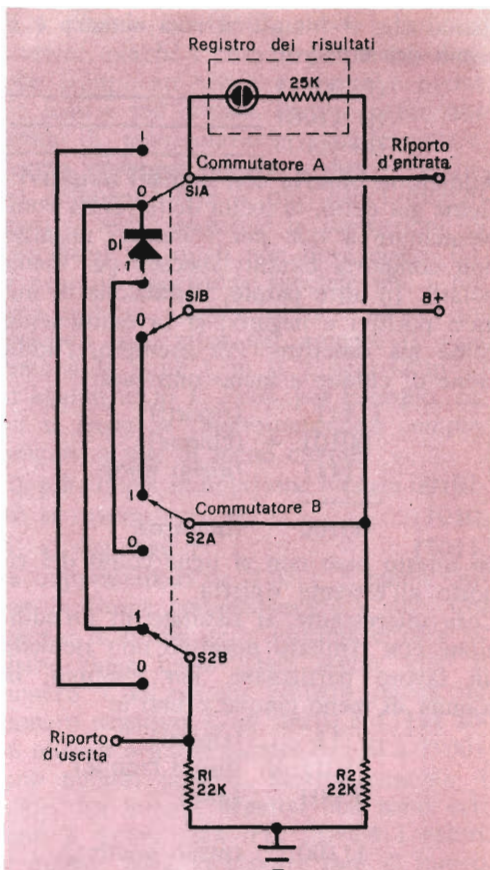 Registro dei risultati
25K
1
Commutatore A
Riporto
d'entrata
0
S1A
D1
1
S1B
B+
0
1
Commutatore B
S2A
0
1
S2B
0
Riporto
d'uscita
R1
22K
R2
22K